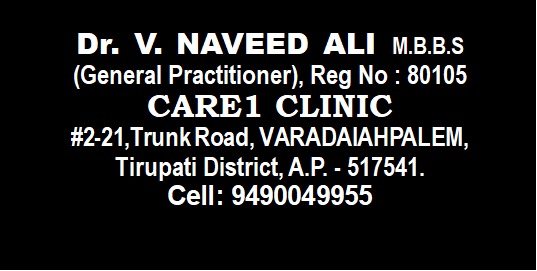 Dr. V. NAVEED ALI M.B.B.S
(General Practitioner), Reg No : 80105
CARE1 CLINIC
#2-21,Trunk Road, VARADAIAHPALEM,
Tirupati District, A.P. - 517541.
Cell: 9490049955